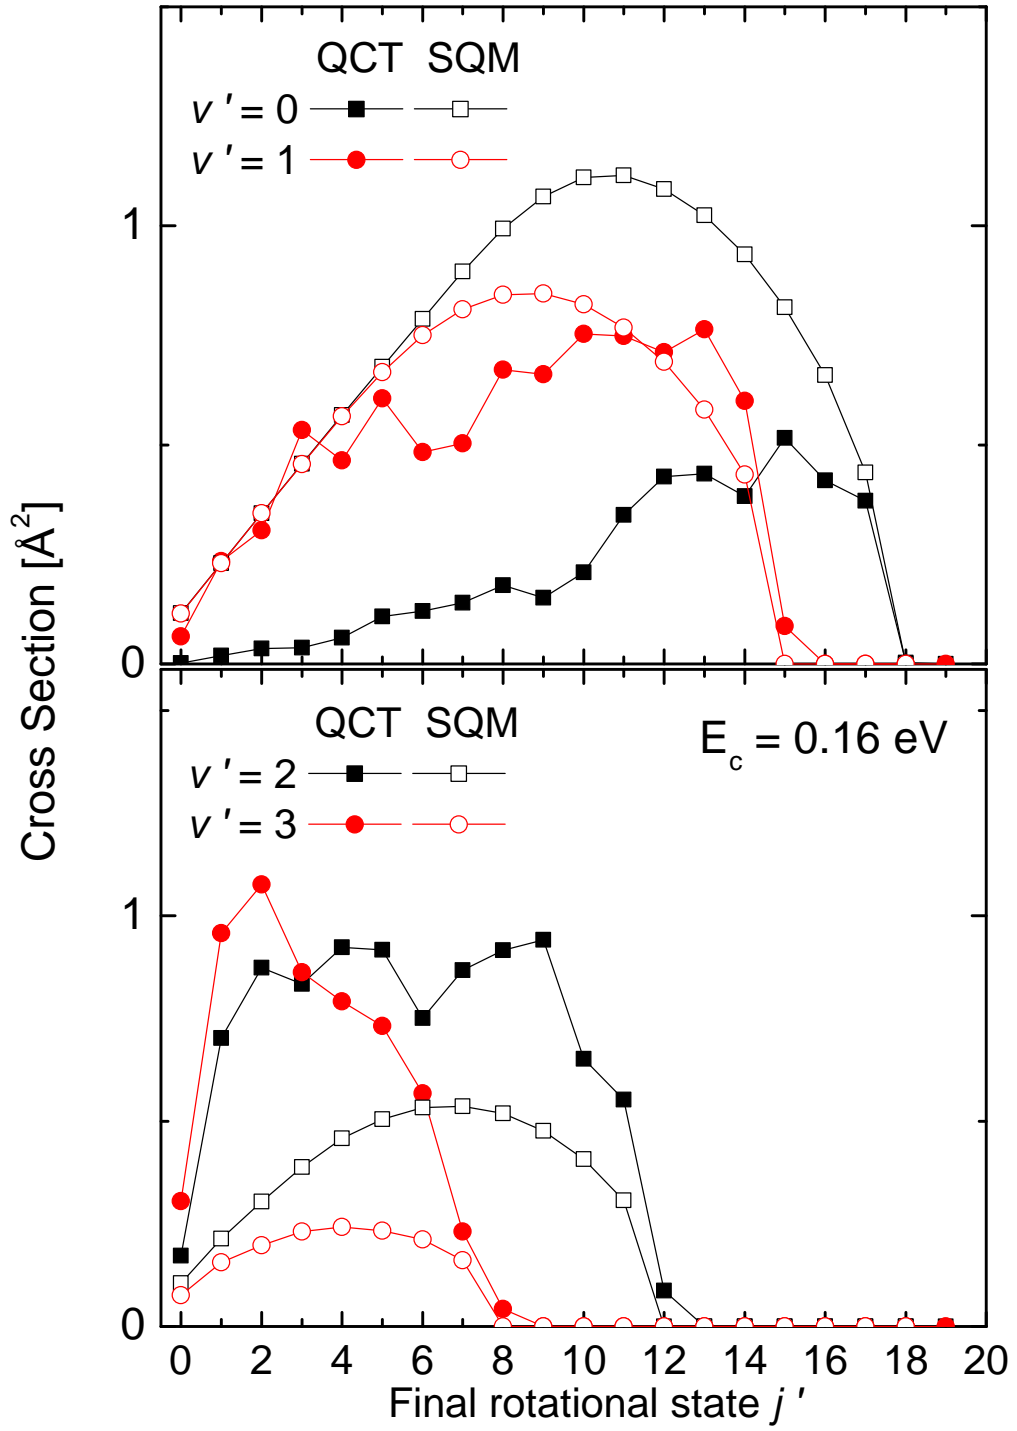 QCT SQM
v ' = 0
v ' = 1
1
0
QCT SQM
E_c = 0.16 eV
v ' = 2
v ' = 3
1
0
0 2 4 6 8 10 12 14 16 18 20
Final rotational state j '
Cross Section [Å²]